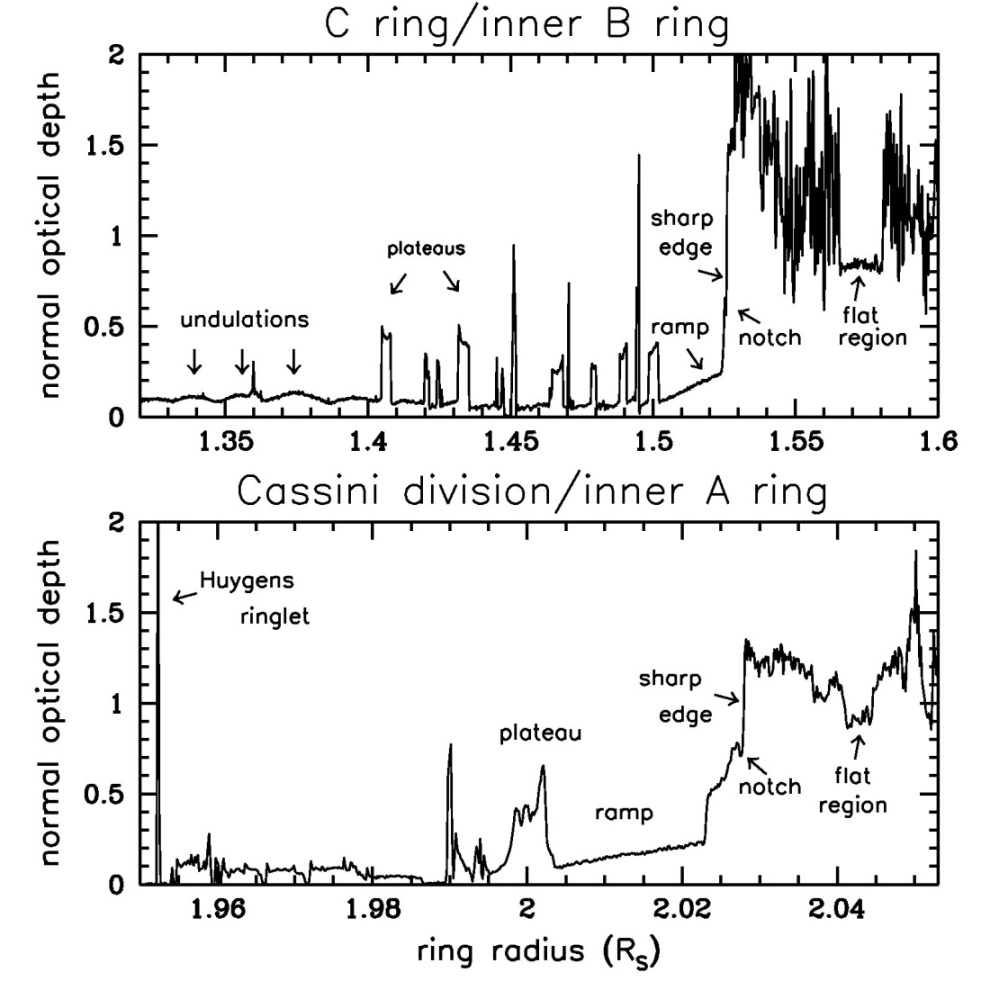 C ring/inner B ring
normal optical depth
2
1.5
1
0.5
0
undulations
plateaus
sharp
edge
ramp
notch
flat
region
1.35
1.4
1.45
1.5
1.55
1.6
Cassini division/inner A ring
normal optical depth
2
1.5
1
0.5
0
Huygens
ringlet
plateau
ramp
sharp
edge
notch
flat
region
1.96
1.98
2
2.02
2.04
ring radius (R_S)